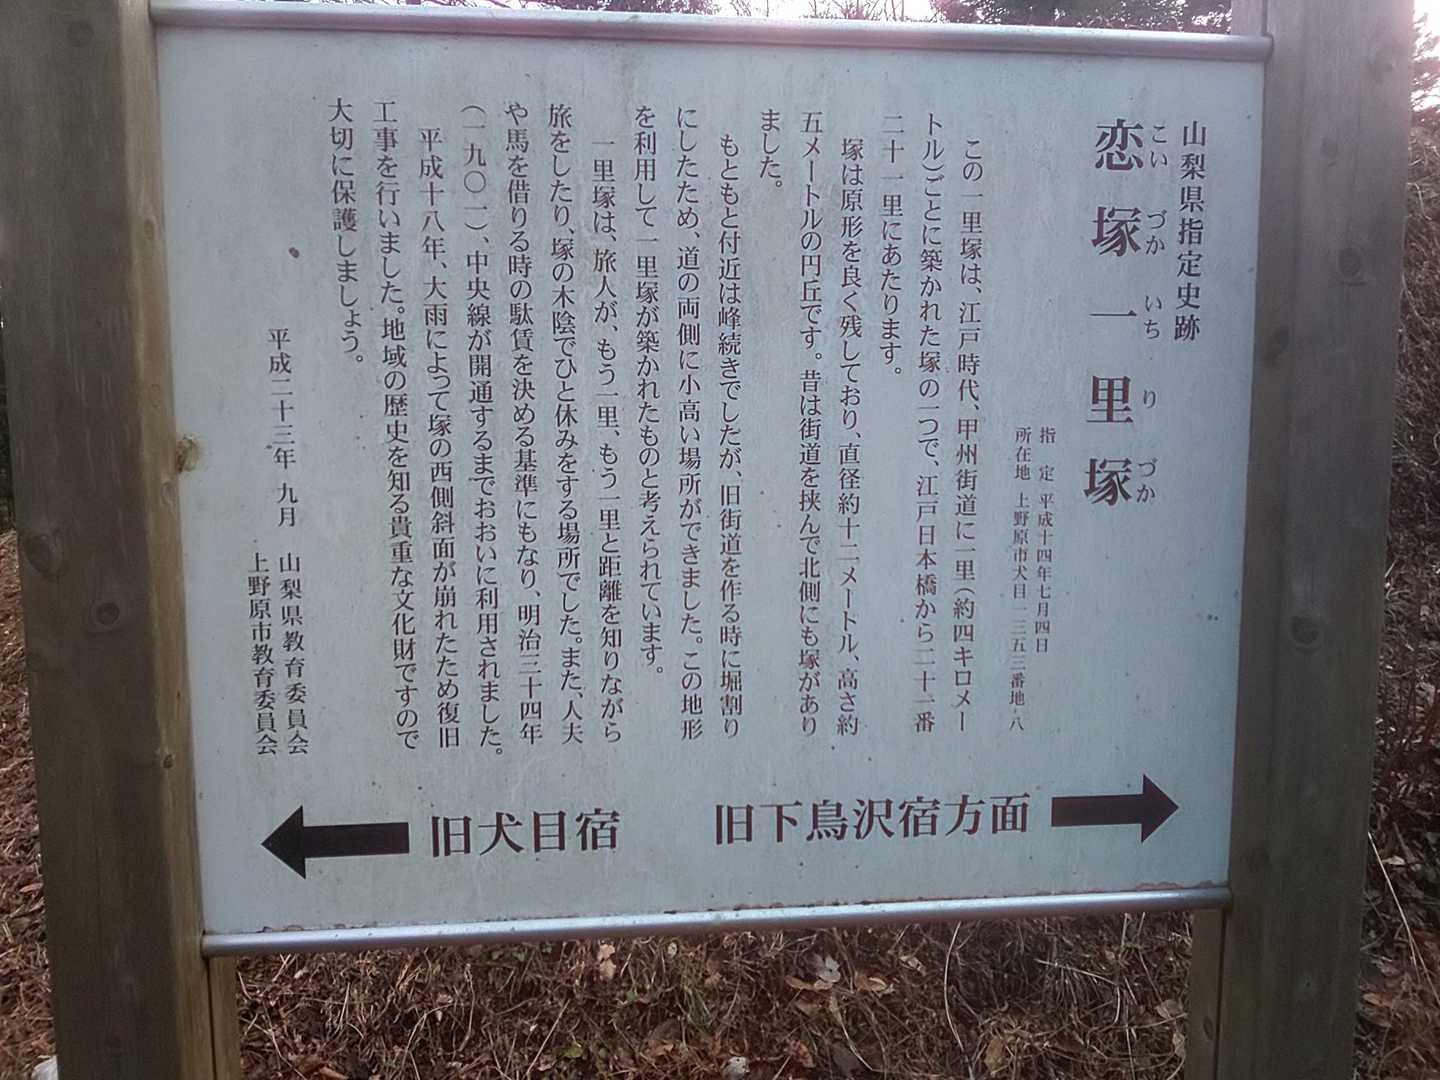 山梨県指定史跡
恋塚一里塚
こいづかいちりづか
指 定 平成十四年七月四日
所在地 上野原市犬目一三五三番地八
この一里塚は、江戸時代、甲州街道に一里(約四キロメー
トル)ごとに築かれた塚の一つで、江戸日本橋から二十一番
二十一里にあたります。
塚は原形を良く残しており、直径約十二メートル、高さ約
五メートルの円丘です。昔は街道を挟んで北側にも塚があり
ました。
もともと付近は峰続きでしたが、旧街道を作る時に堀割り
にしたため、道の両側に小高い場所ができました。この地形
を利用して一里塚が築かれたものと考えられています。
一里塚は、旅人が、もう一里、もう一里と距離を知りながら
旅をしたり、塚の木陰でひと休みをする場所でした。また、人夫
や馬を借りる時の駄賃を決める基準にもなり、明治三十四年
(一九〇一)、中央線が開通するまでおおいに利用されました。
平成十八年、大雨によって塚の西側斜面が崩れたため復旧
工事を行いました。地域の歴史を知る貴重な文化財ですので
大切に保護しましょう。
平成二十三年 九月
山梨県教育委員会
上野原市教育委員会
旧犬目宿
旧下鳥沢宿方面